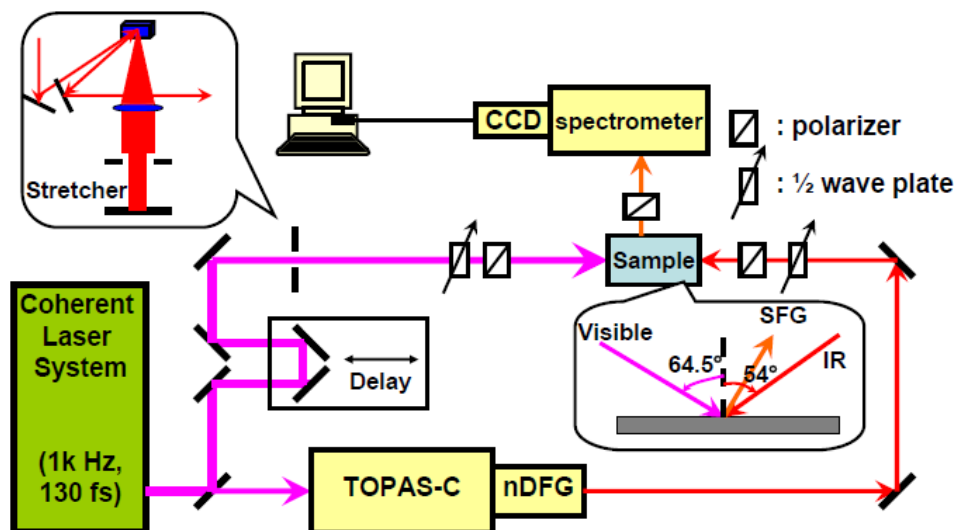 Stretcher
CCD
spectrometer
: polarizer
: ½ wave plate
Sample
Coherent
Laser
System
(1k Hz,
130 fs)
Delay
Visible
SFG
64.5°
54°
IR
TOPAS-C
nDFG